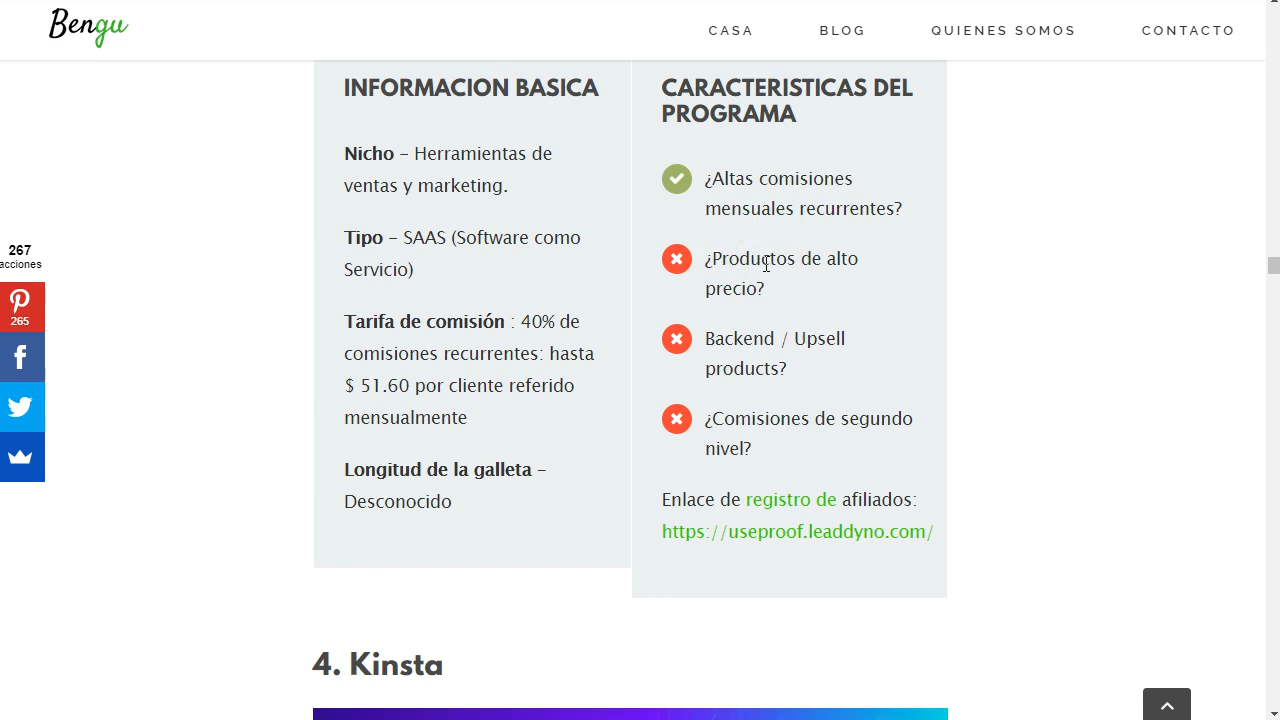 Bengu
CASA
BLOG
QUIENES SOMOS
CONTACTO
267
acciones
265
INFORMACION BASICA
Nicho – Herramientas de
ventas y marketing.
Tipo – SAAS (Software como
Servicio)
Tarifa de comisión : 40% de
comisiones recurrentes: hasta
$ 51.60 por cliente referido
mensualmente
Longitud de la galleta –
Desconocido
CARACTERISTICAS DEL
PROGRAMA
¿Altas comisiones
mensuales recurrentes?
¿Productos de alto
precio?
Backend / Upsell
products?
¿Comisiones de segundo
nivel?
Enlace de registro de afiliados:
https://useproof.leaddyno.com/
4. Kinsta